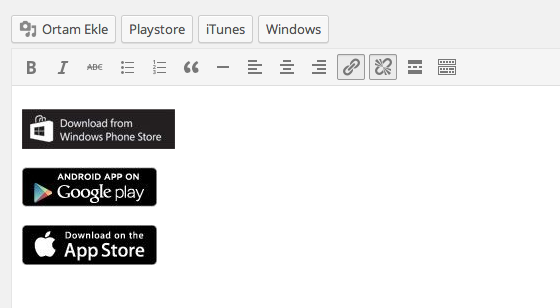 Ortam Ekle Playstore iTunes Windows
B I ABC
Download from
Windows Phone Store
ANDROID APP ON
Google play
Download on the
App Store